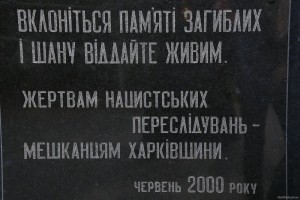 ВКЛОНІТЬСЯ ПАМ'ЯТІ ЗАГИБЛИХ
І ШАНУ ВІДДАЙТЕ ЖИВИМ.
ЖЕРТВАМ НАЦИСТСЬКИХ
ПЕРЕСЛІДУВАНЬ –
МЕШКАНЦЯМ ХАРКІВЩИНИ.
ЧЕРВЕНЬ 2000 РОКУ